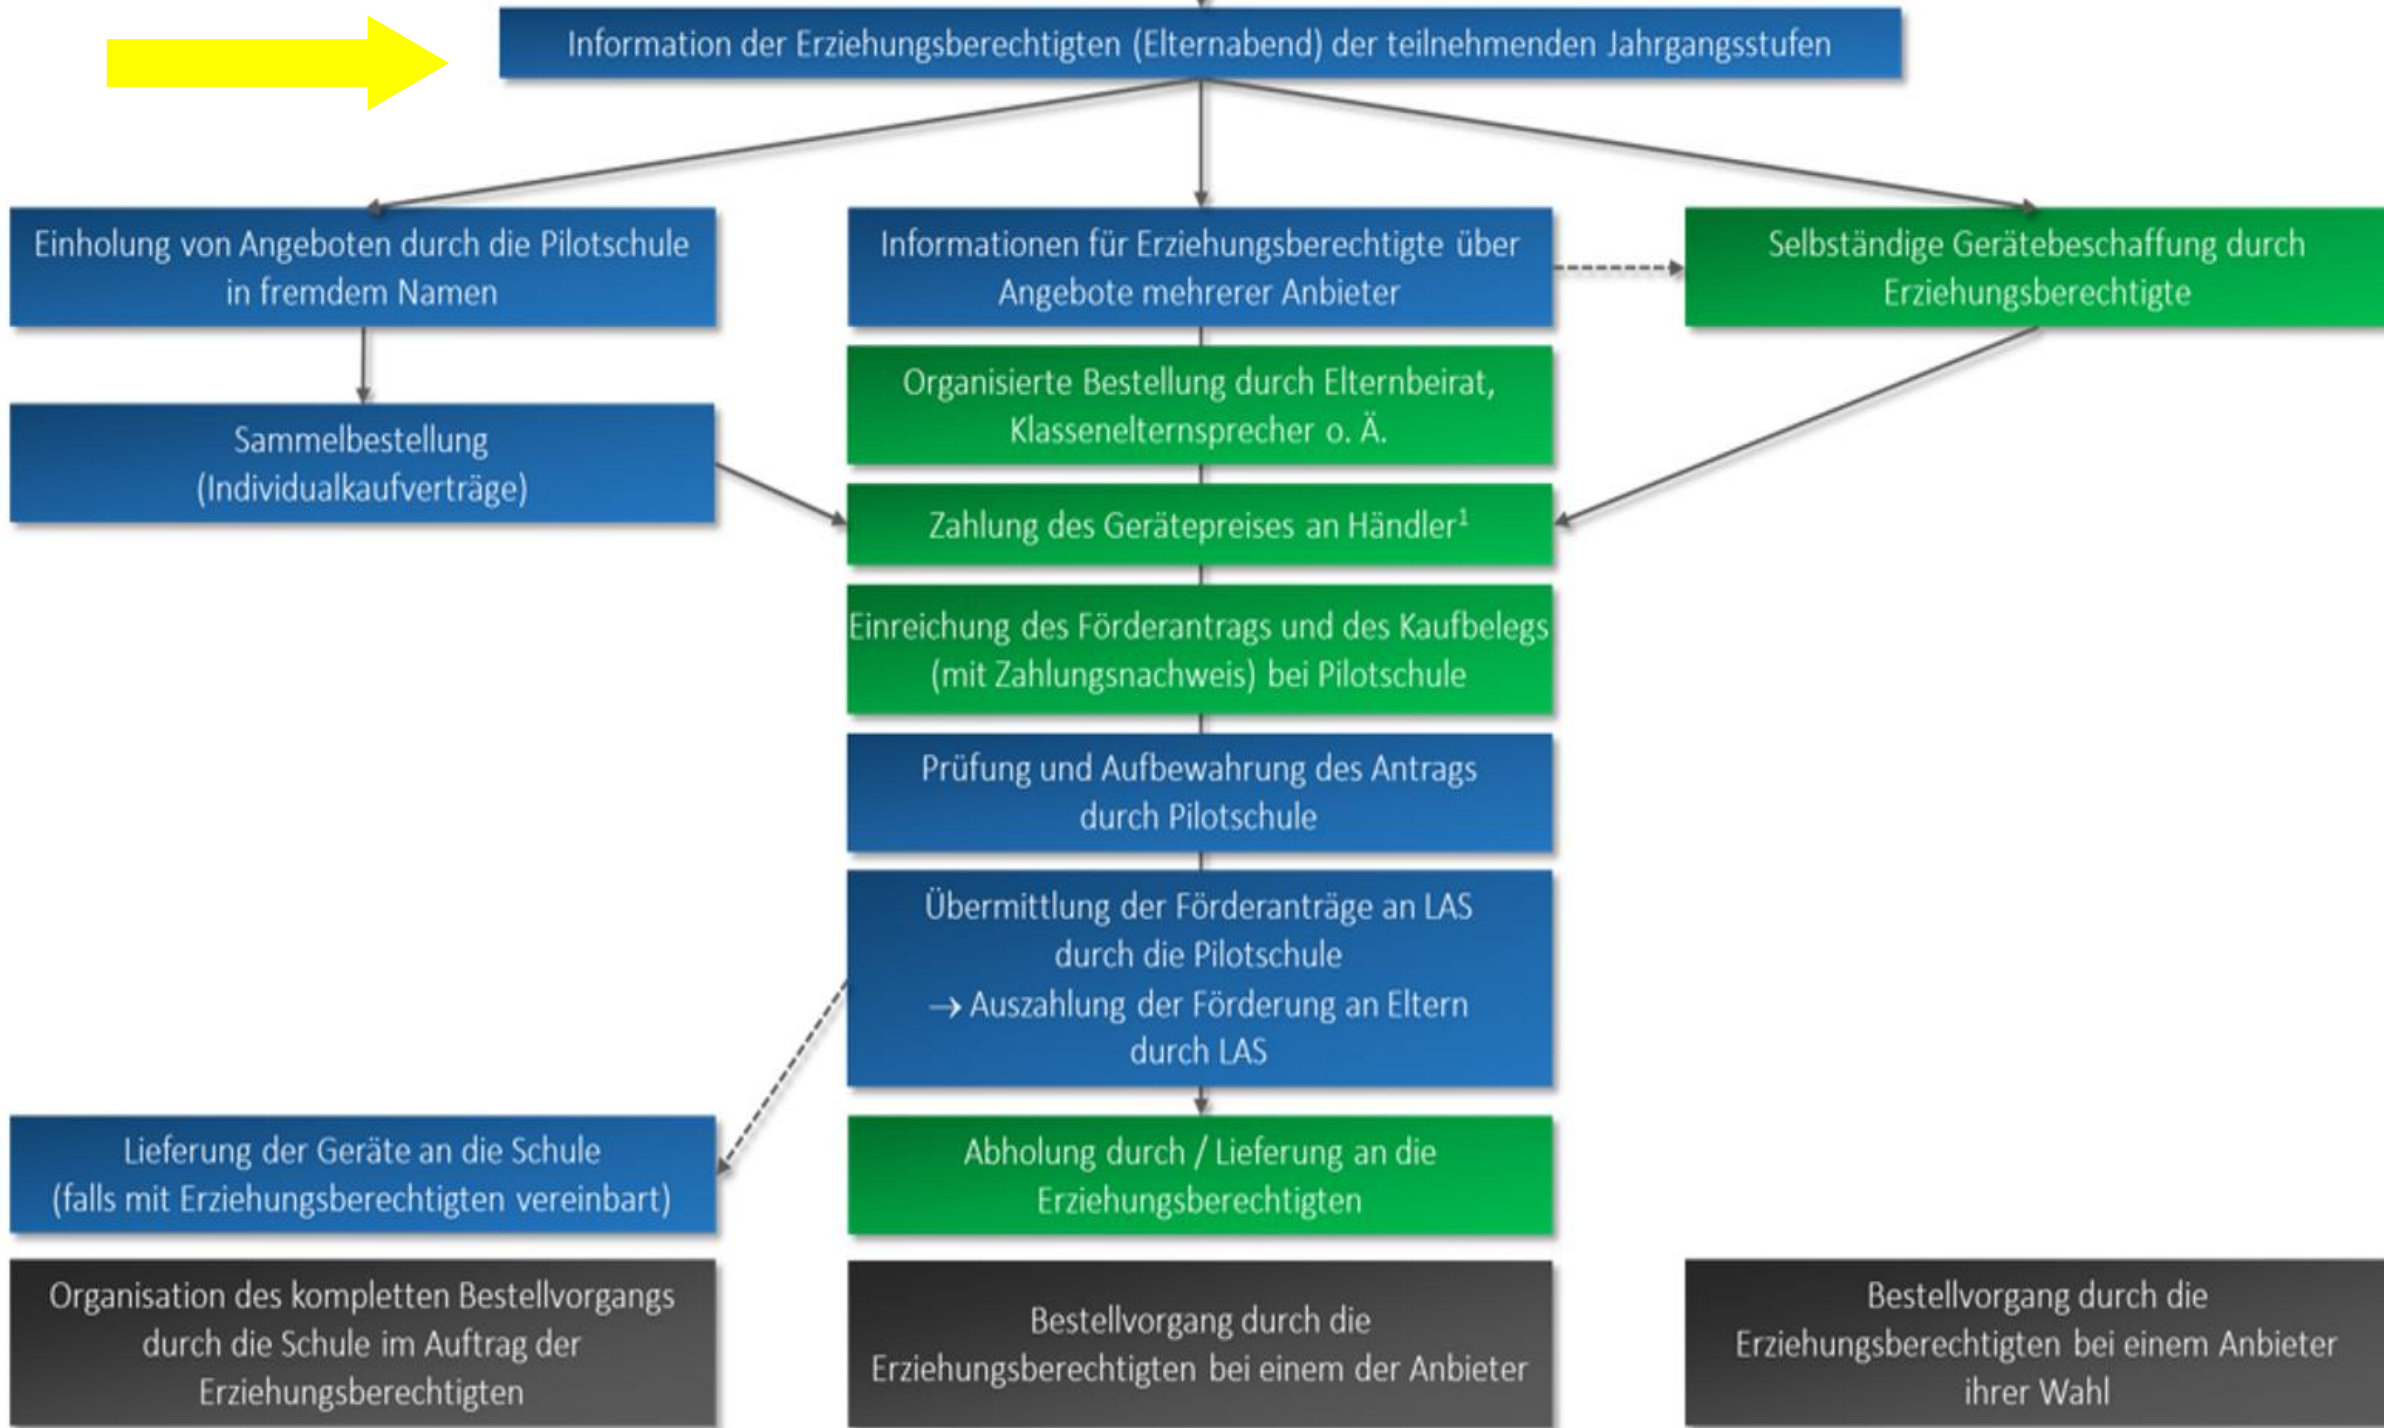 Information der Erziehungsberechtigten (Elternabend) der teilnehmenden Jahrgangsstufen
Einholung von Angeboten durch die Pilotschule
in fremdem Namen
Informationen für Erziehungsberechtigte über
Angebote mehrerer Anbieter
Selbständige Gerätebeschaffung durch
Erziehungsberechtigte
Organisierte Bestellung durch Elternbeirat,
Klassenelternsprecher o. Ä.
Sammelbestellung
(Individualkaufverträge)
Zahlung des Gerätepreises an Händler¹
Einreichung des Förderantrags und des Kaufbelegs
(mit Zahlungsnachweis) bei Pilotschule
Prüfung und Aufbewahrung des Antrags
durch Pilotschule
Übermittlung der Förderanträge an LAS
durch die Pilotschule
→ Auszahlung der Förderung an Eltern
durch LAS
Lieferung der Geräte an die Schule
(falls mit Erziehungsberechtigten vereinbart)
Abholung durch / Lieferung an die
Erziehungsberechtigten
Organisation des kompletten Bestellvorgangs
durch die Schule im Auftrag der
Erziehungsberechtigten
Bestellvorgang durch die
Erziehungsberechtigten bei einem der Anbieter
Bestellvorgang durch die
Erziehungsberechtigten bei einem Anbieter
ihrer Wahl